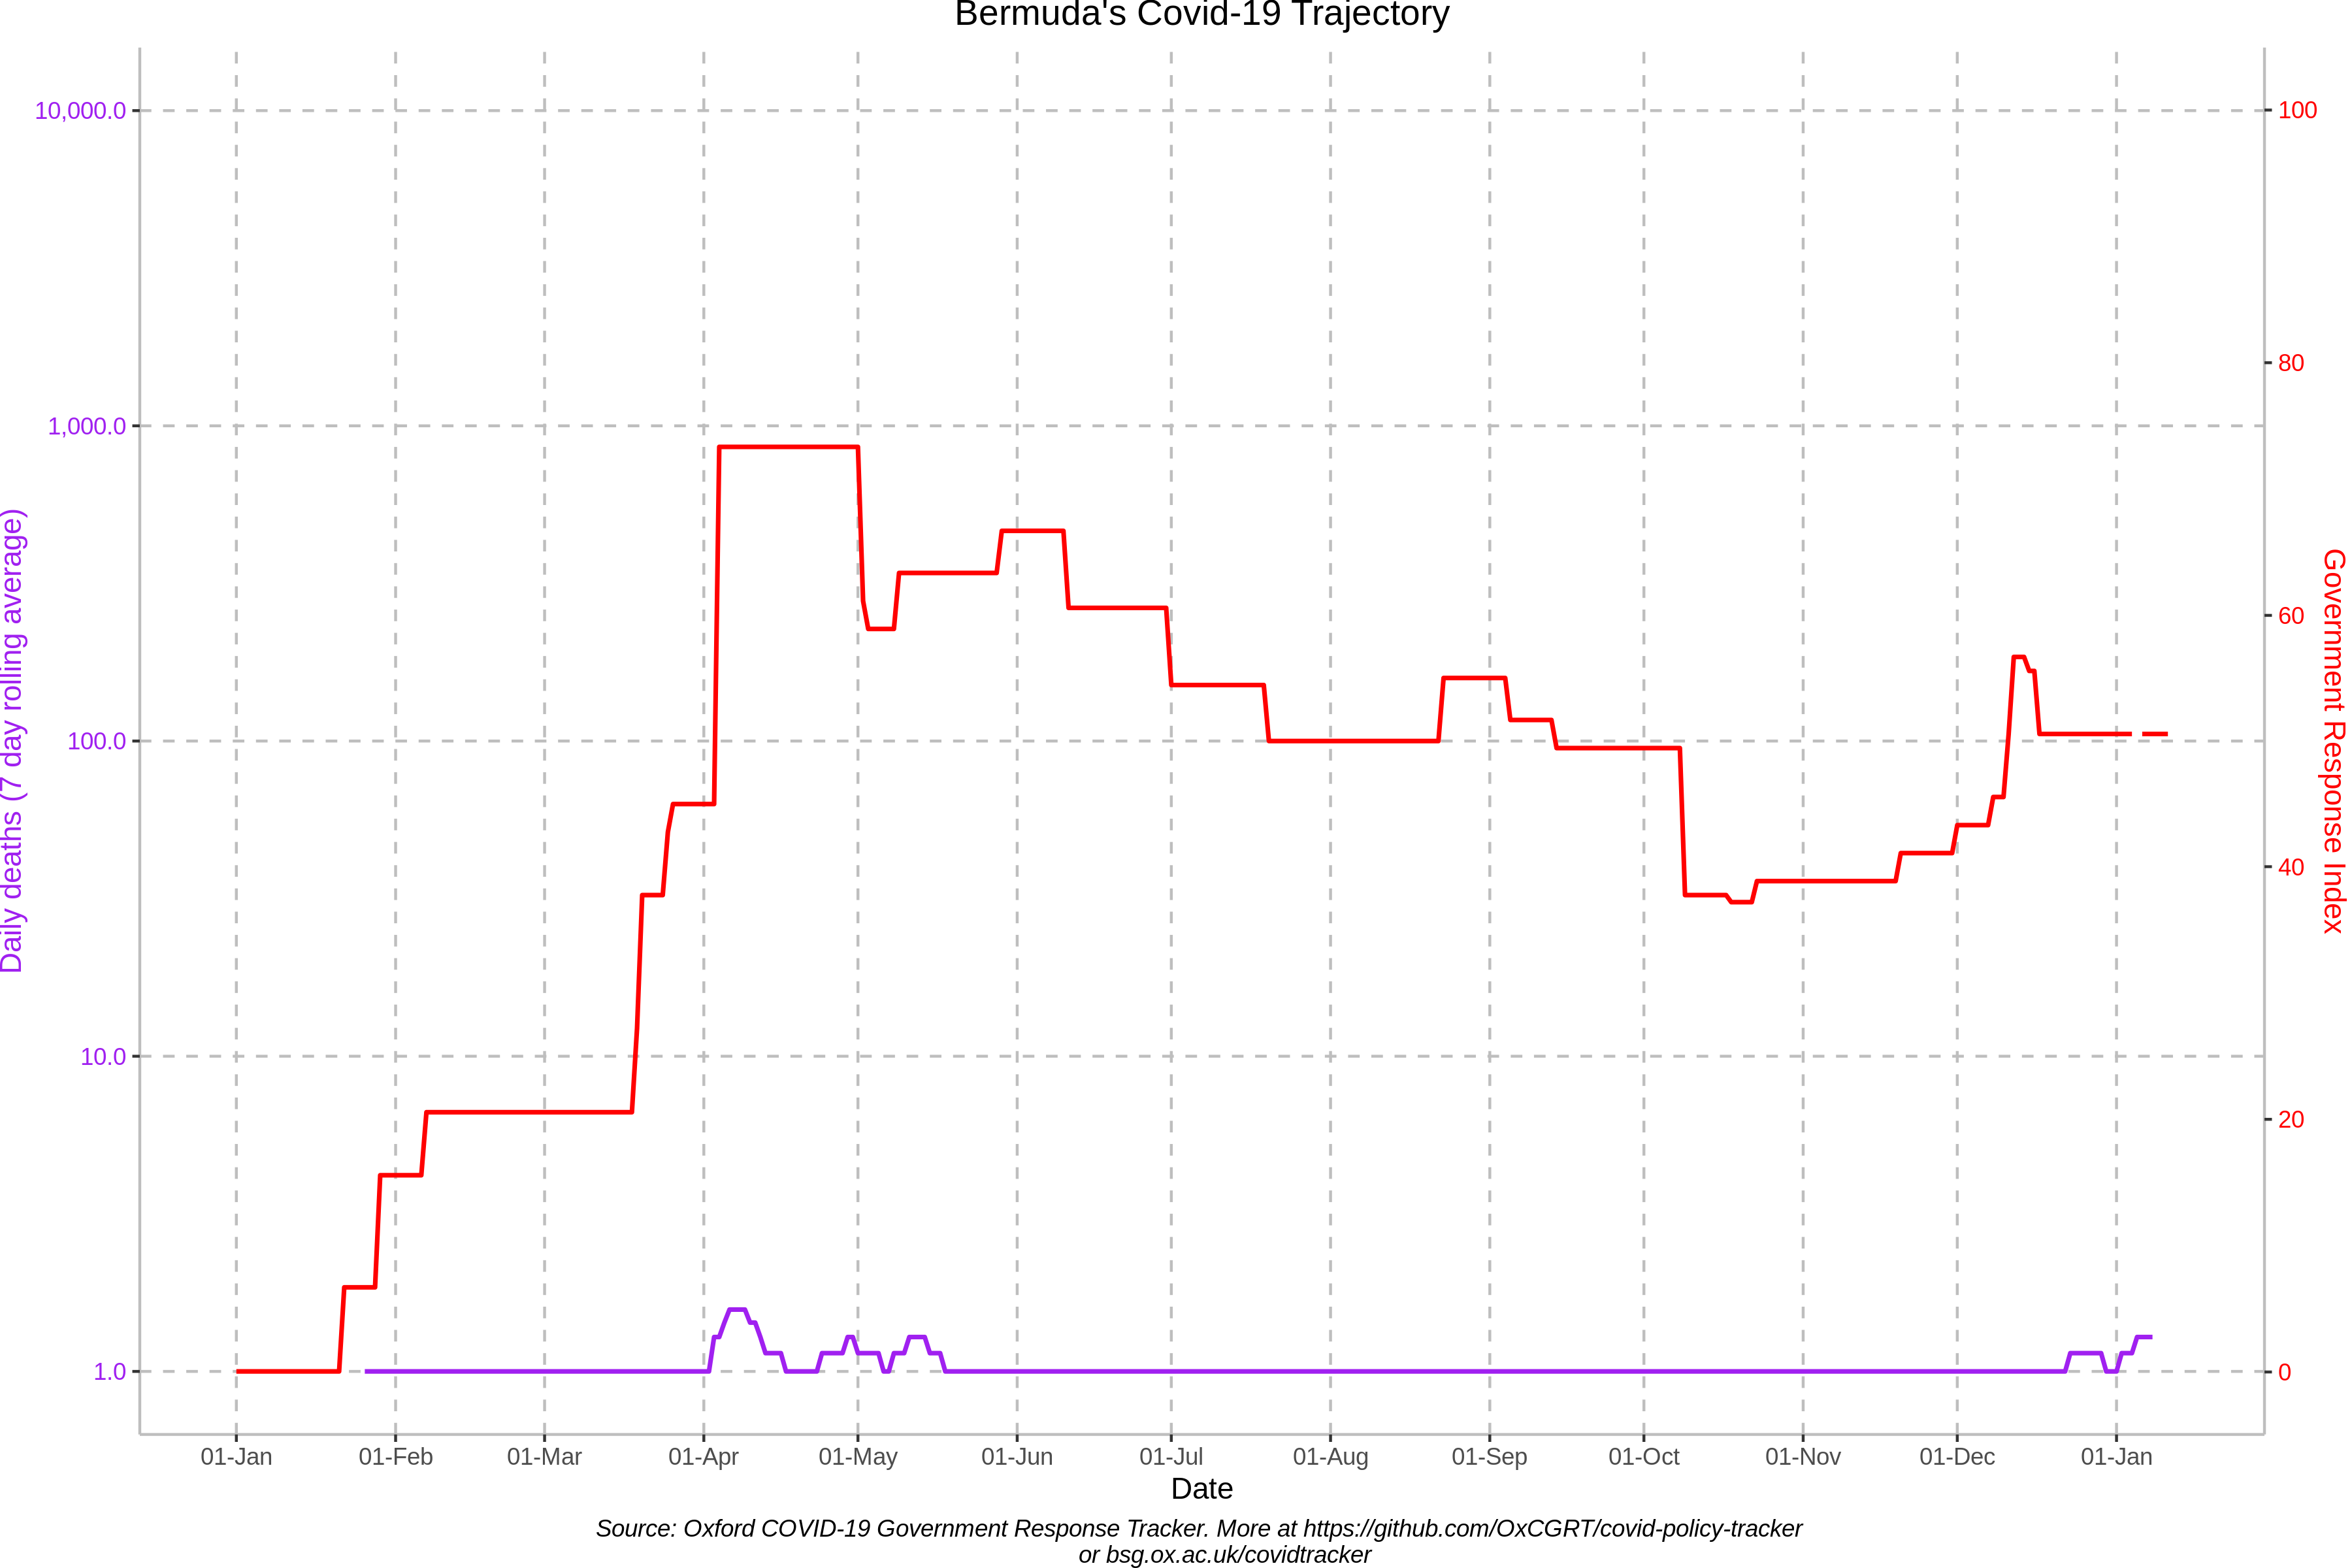 Bermuda's Covid-19 Trajectory
10,000.0
1,000.0
100.0
10.0
1.0
Daily deaths (7 day rolling average)
100
80
60
40
20
0
Government Response Index
01-Jan 01-Feb 01-Mar 01-Apr 01-May 01-Jun 01-Jul 01-Aug 01-Sep 01-Oct 01-Nov 01-Dec 01-Jan
Date
Source: Oxford COVID-19 Government Response Tracker. More at https://github.com/OxCGRT/covid-policy-tracker
or bsg.ox.ac.uk/covidtracker